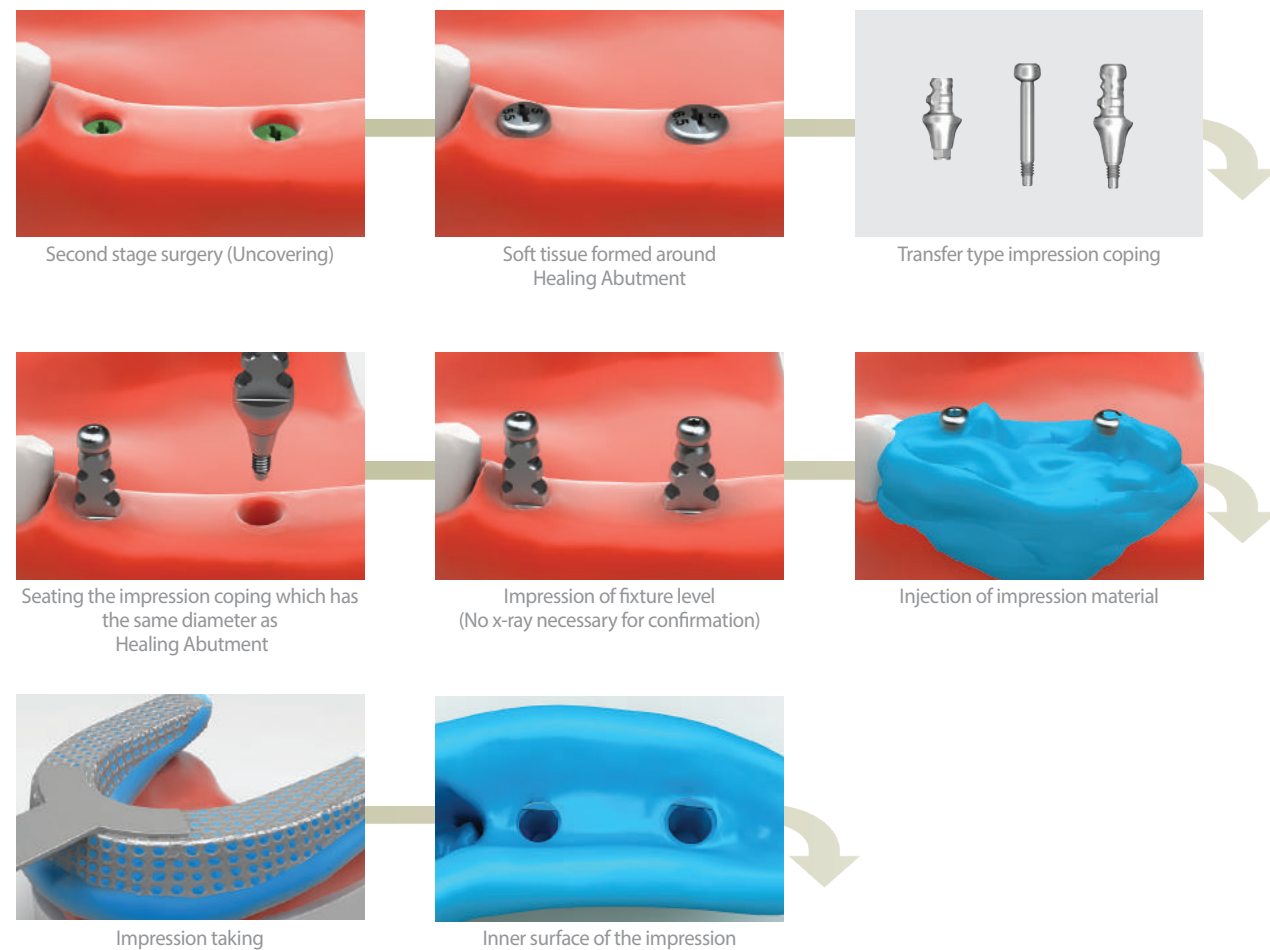 Second stage surgery (Uncovering)
Soft tissue formed around
Healing Abutment
Transfer type impression coping
Seating the impression coping which has
the same diameter as
Healing Abutment
Impression of fixture level
(No x-ray necessary for confirmation)
Injection of impression material
Impression taking
Inner surface of the impression